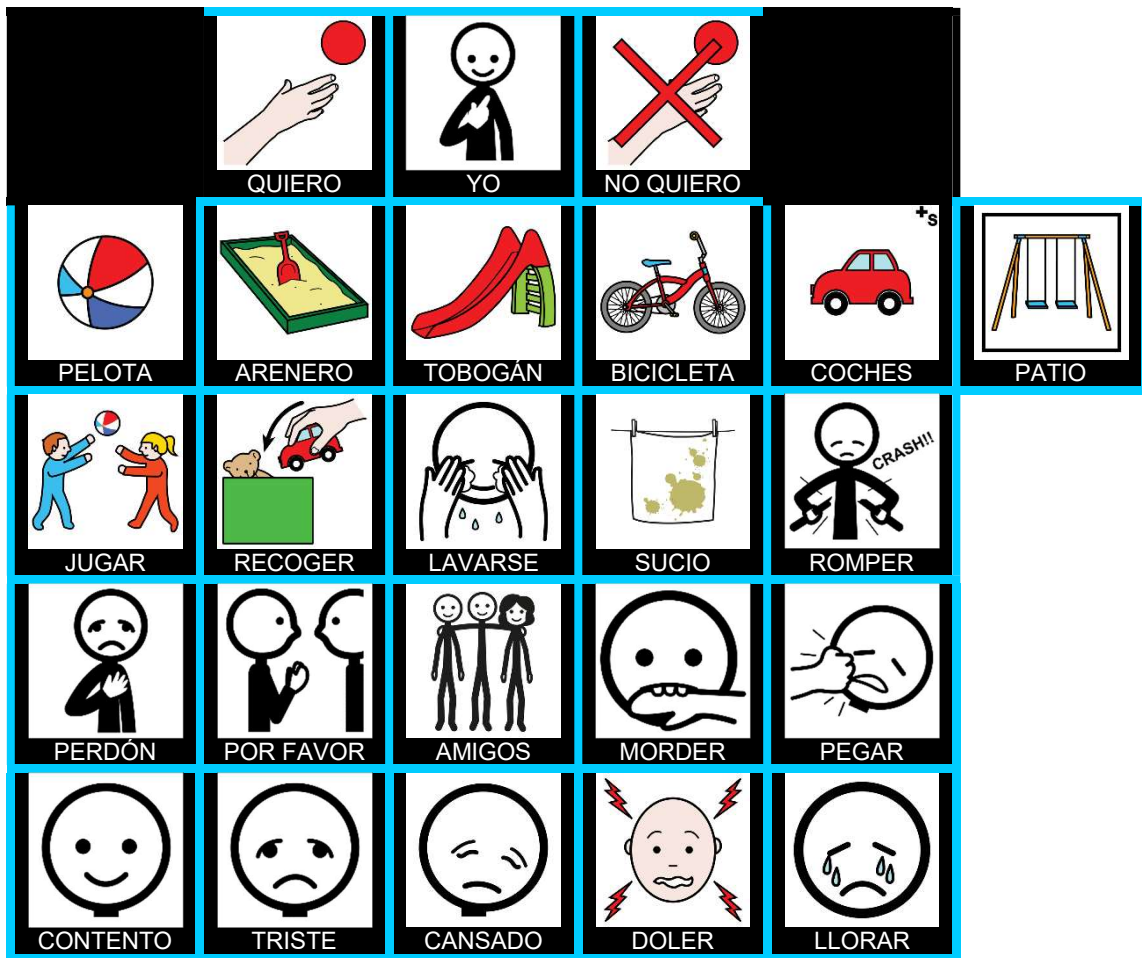 QUIERO YO NO QUIERO
+s
PELOTA ARENERO TOBOGÁN BICICLETA COCHES PATIO
CRASH!!
JUGAR RECOGER LAVARSE SUCIO ROMPER
PERDÓN POR FAVOR AMIGOS MORDER PEGAR
CONTENTO TRISTE CANSADO DOLER LLORAR